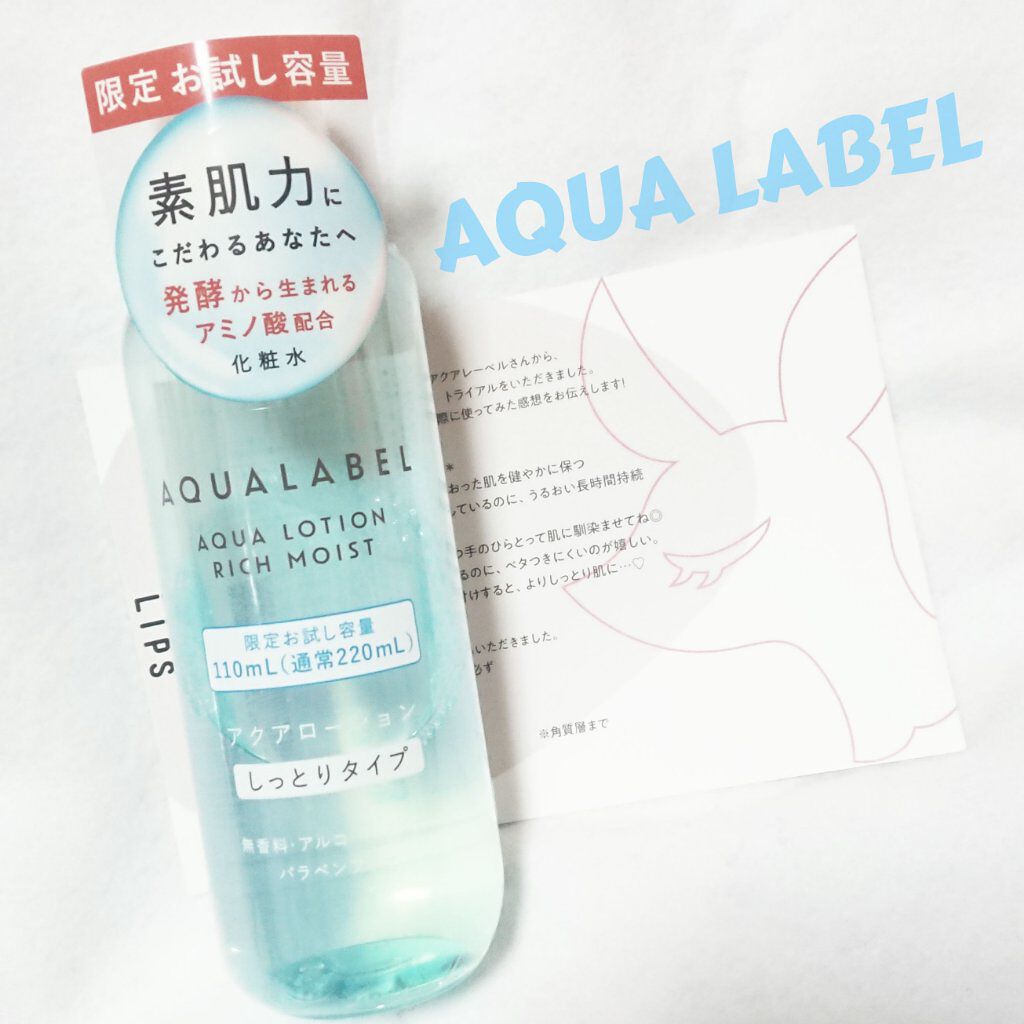 限定 お試し容量
素肌力に
こだわるあなたへ
発酵から生まれる
アミノ酸配合
化粧水
AQUALABEL
AQUA LOTION
RICH MOIST
限定お試し容量
110mL(通常220mL)
アクアローション
しっとりタイプ
無香料・アルコ
パラベン
AQUA LABEL
アクアレーベルさんから、
トライアルをいただきました。
際に使ってみた感想をお伝えします!
*
おった肌を健やかに保つ
しているのに、うるおい長時間持続
つ手のひらとって肌に馴染ませてね◎
るのに、ベタつきにくいのが嬉しい。
けすると、よりしっとり肌に…♡
いただきました。
必ず
※角質層まで
LIPS